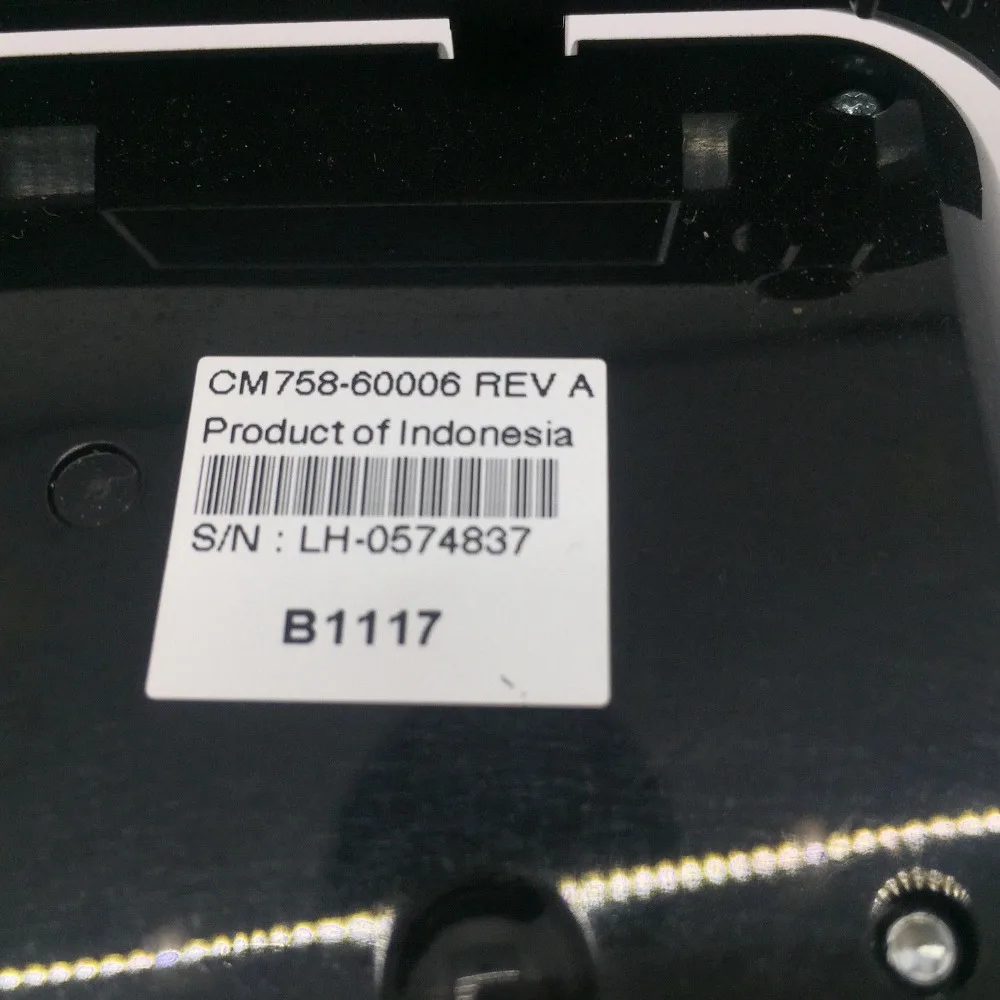 CM758-60006 REV A
Product of Indonesia
S/N : LH-0574837
B1117